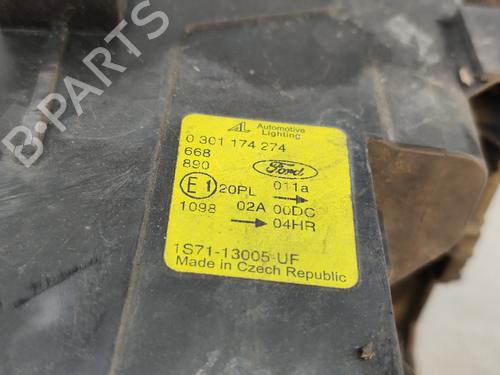 Automotive
Lighting
0 301 174 274
668
890
Ford
E1 20PL 011a
1098 02A 00DC
04HR
1S71-13005-UF
Made in Czech Republic
B-PARTS